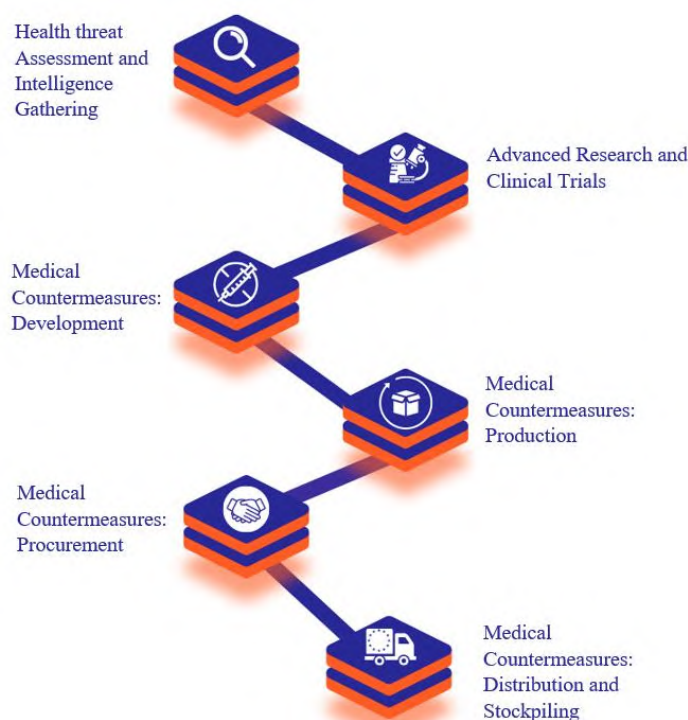 Health threat
Assessment and
Intelligence
Gathering
Advanced Research and
Clinical Trials
Medical
Countermeasures:
Development
Medical
Countermeasures:
Production
Medical
Countermeasures:
Procurement
Medical
Countermeasures:
Distribution and
Stockpiling